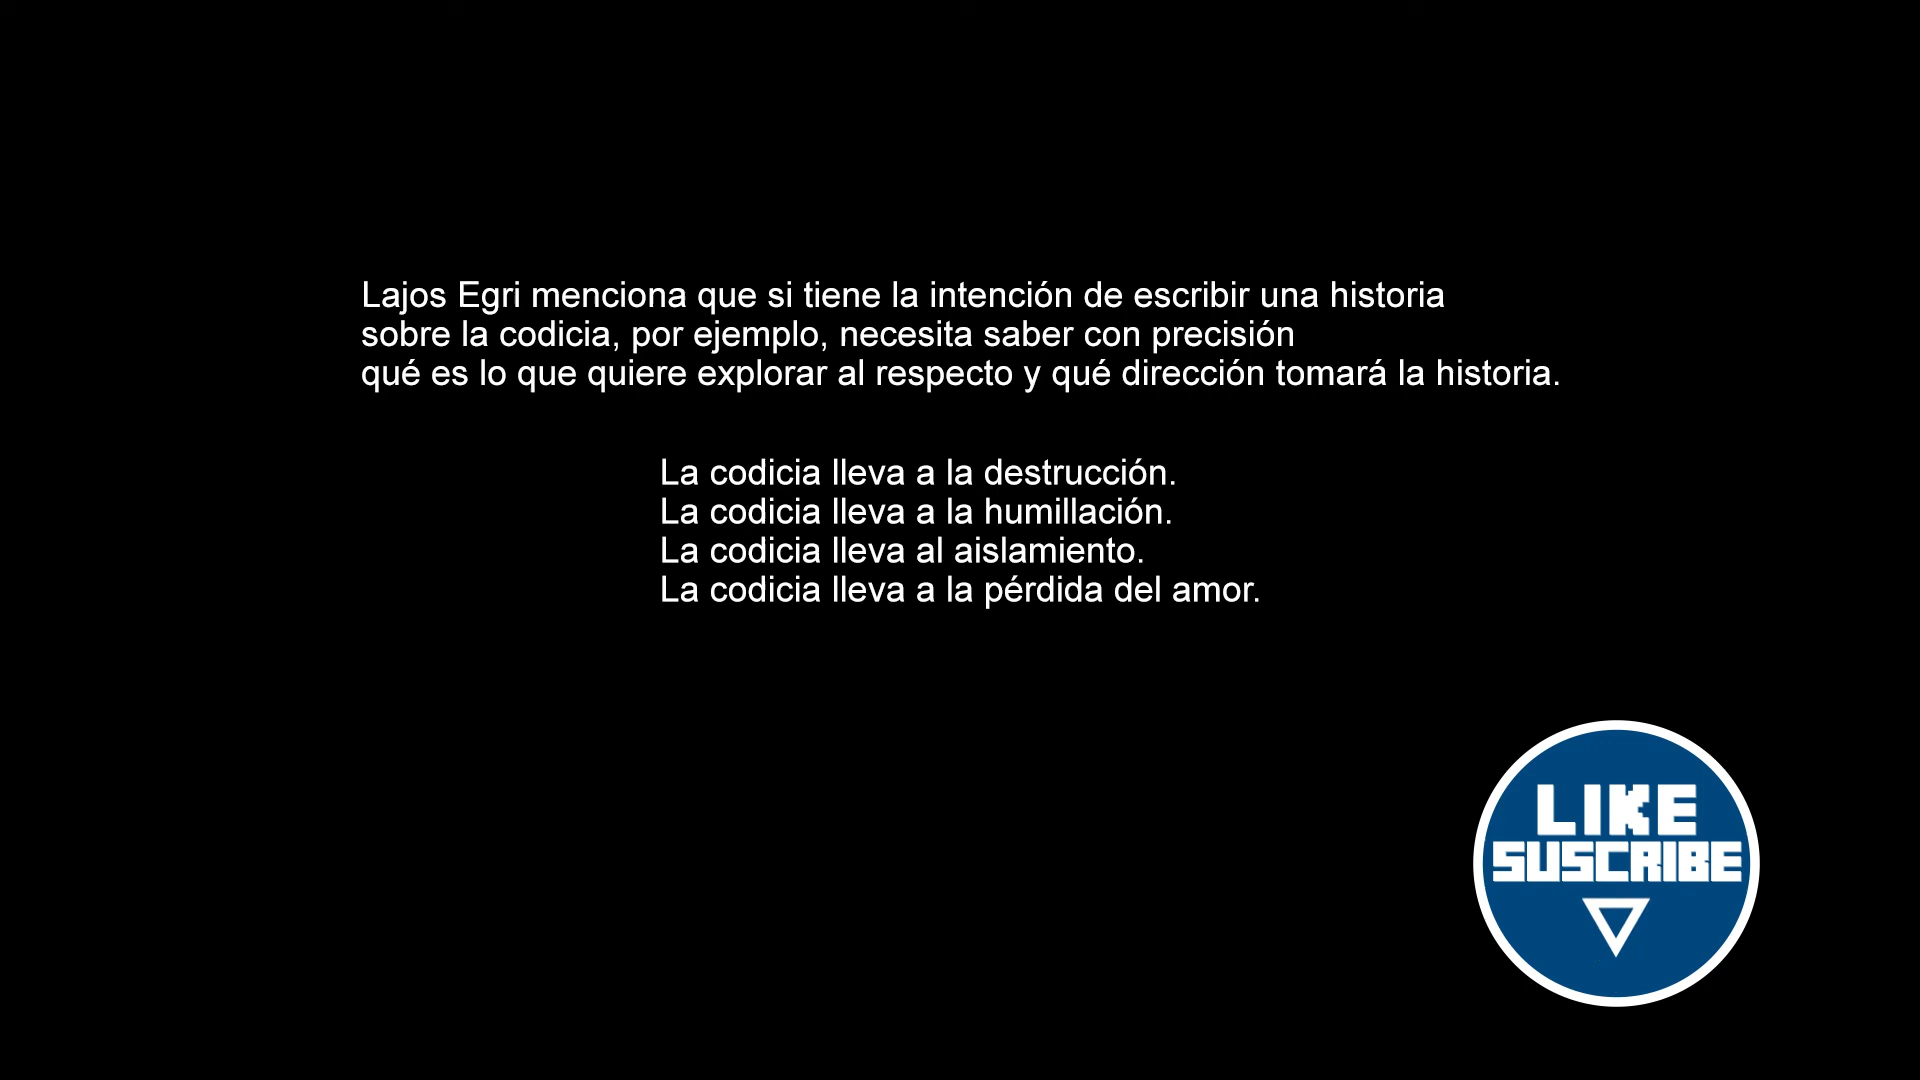 Lajos Egri menciona que si tiene la intención de escribir una historia
sobre la codicia, por ejemplo, necesita saber con precisión
qué es lo que quiere explorar al respecto y qué dirección tomará la historia.
La codicia lleva a la destrucción.
La codicia lleva a la humillación.
La codicia lleva al aislamiento.
La codicia lleva a la pérdida del amor.
LIKE
SUSCRIBE